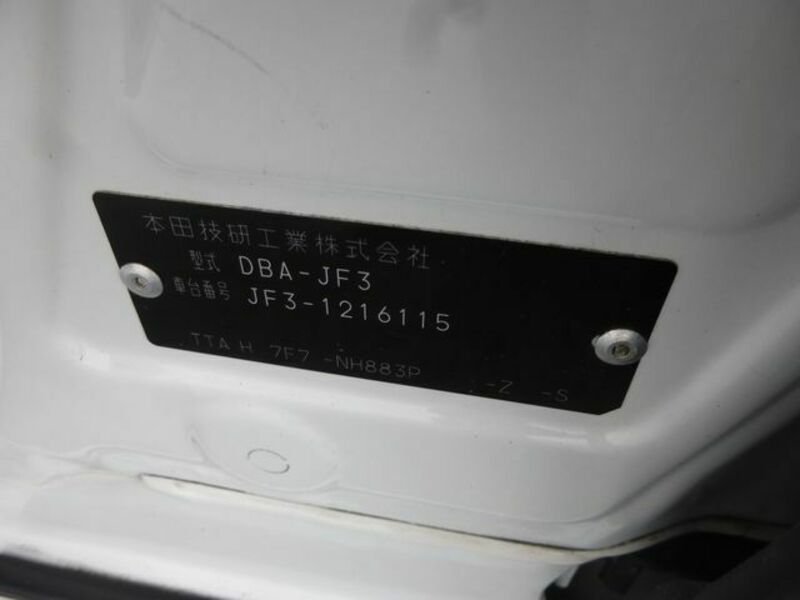 本田技研工業株式会社
型式 DBA-JF3
車台番号 JF3-1216115
TTA H 7F7 -NH883P -Z -S